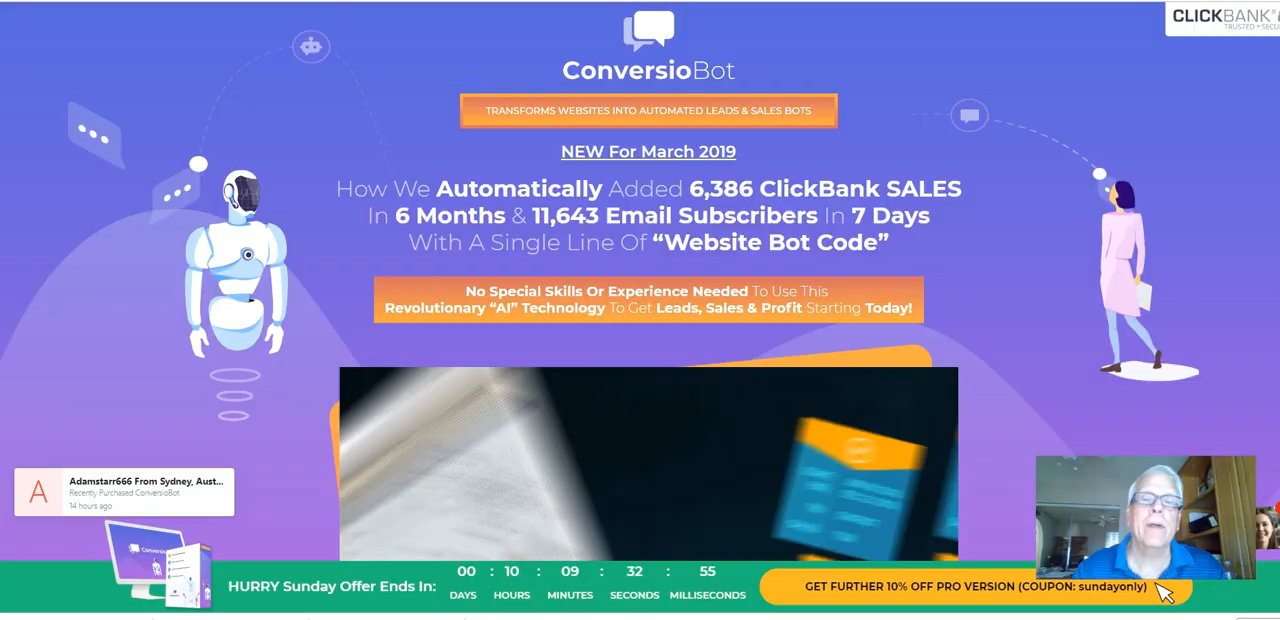 CLICKBANK®
TRUSTED • SECU
ConversioBot
TRANSFORMS WEBSITES INTO AUTOMATED LEADS & SALES BOTS
NEW For March 2019
How We Automatically Added 6,386 ClickBank SALES
In 6 Months & 11,643 Email Subscribers In 7 Days
With A Single Line Of “Website Bot Code”
No Special Skills Or Experience Needed To Use This
Revolutionary “AI” Technology To Get Leads, Sales & Profit Starting Today!
A
Adamstarr666 From Sydney, Aust...
Recently Purchased ConversioBot
14 hours ago
HURRY Sunday Offer Ends In:
00 : 10 : 09 : 32 : 55
DAYS HOURS MINUTES SECONDS MILLISECONDS
GET FURTHER 10% OFF PRO VERSION (COUPON: sundayonly)